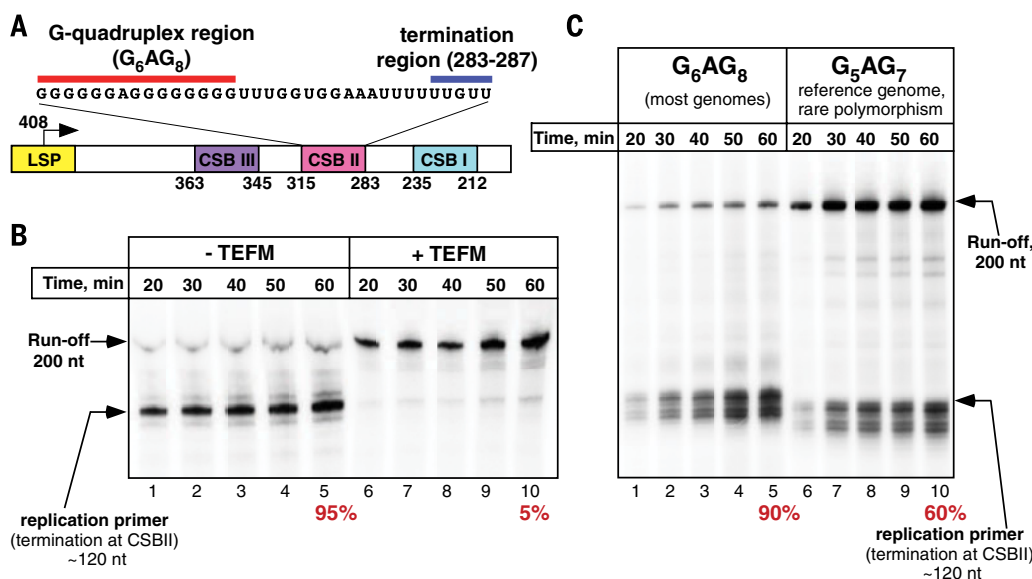 A
G-quadruplex region
(G6AG8)
termination
region (283-287)
GGGGGGAGGGGGGGGUUUGGUGGAAAUUUUUUGUU
408
LSP
CSB III
CSB II
CSB I
363
345
315
283
235
212
B
- TEFM
+ TEFM
Time, min
20 30 40 50 60 20 30 40 50 60
Run-off
200 nt
1 2 3 4 5 6 7 8 9 10
95%
5%
replication primer
(termination at CSBII)
~120 nt
C
G6AG8
(most genomes)
G5AG7
reference genome,
rare polymorphism
Time, min
20 30 40 50 60 20 30 40 50 60
Run-off,
200 nt
1 2 3 4 5 6 7 8 9 10
90%
60%
replication primer
(termination at CSBII)
~120 nt